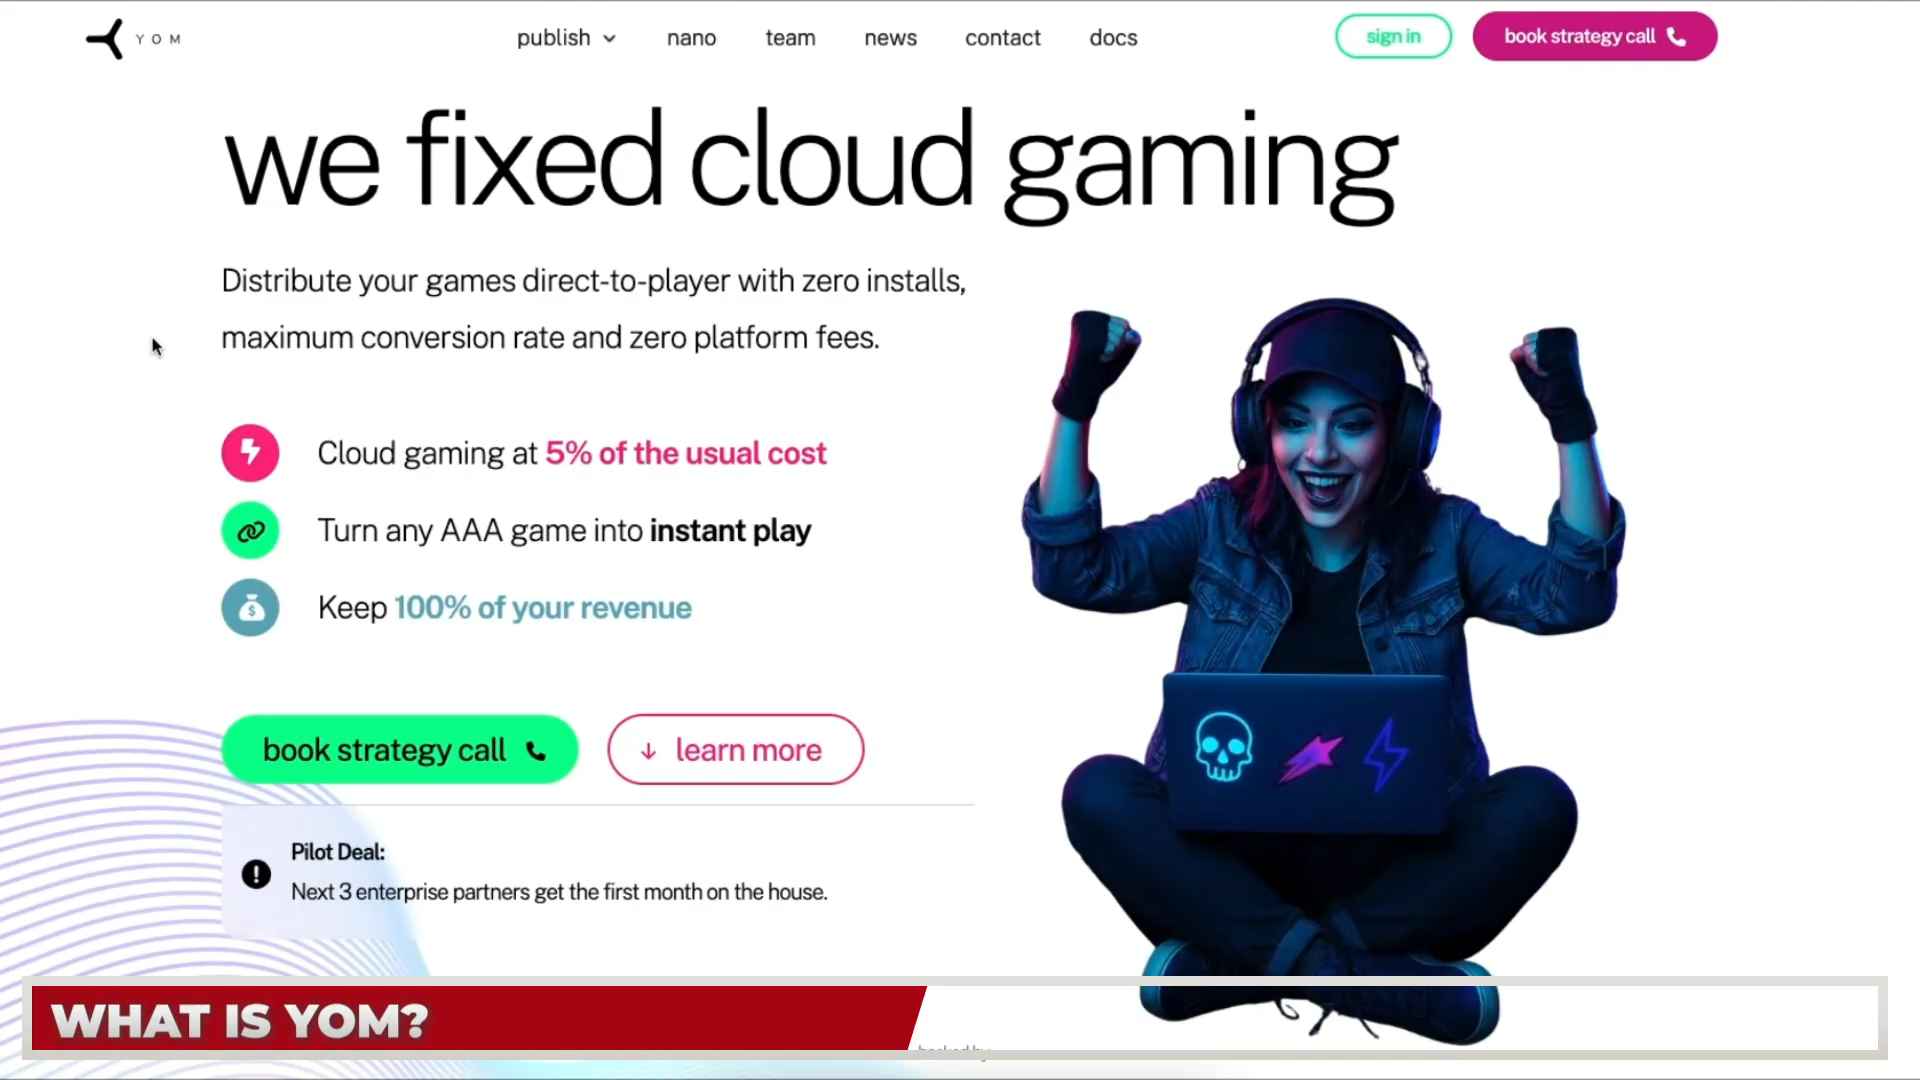 YOM
publish
nano
team
news
contact
docs
sign in
book strategy call
we fixed cloud gaming
Distribute your games direct-to-player with zero installs,
maximum conversion rate and zero platform fees.
Cloud gaming at 5% of the usual cost
Turn any AAA game into instant play
Keep 100% of your revenue
book strategy call
learn more
Pilot Deal:
Next 3 enterprise partners get the first month on the house.
WHAT IS YOM?